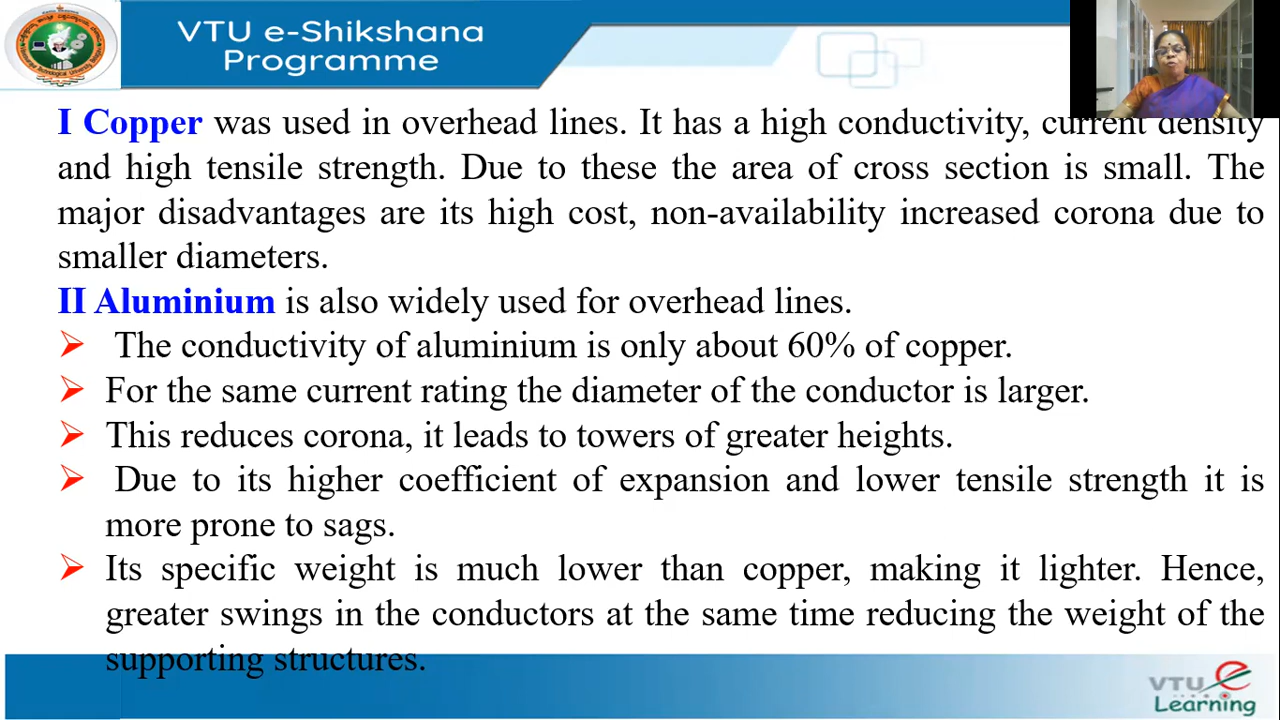 VTU e-Shikshana
Programme
I Copper was used in overhead lines. It has a high conductivity, current density
and high tensile strength. Due to these the area of cross section is small. The
major disadvantages are its high cost, non-availability increased corona due to
smaller diameters.
II Aluminium is also widely used for overhead lines.
➢ The conductivity of aluminium is only about 60% of copper.
➢ For the same current rating the diameter of the conductor is larger.
➢ This reduces corona, it leads to towers of greater heights.
➢ Due to its higher coefficient of expansion and lower tensile strength it is
more prone to sags.
➢ Its specific weight is much lower than copper, making it lighter. Hence,
greater swings in the conductors at the same time reducing the weight of the
supporting structures.
VTU e
Learning